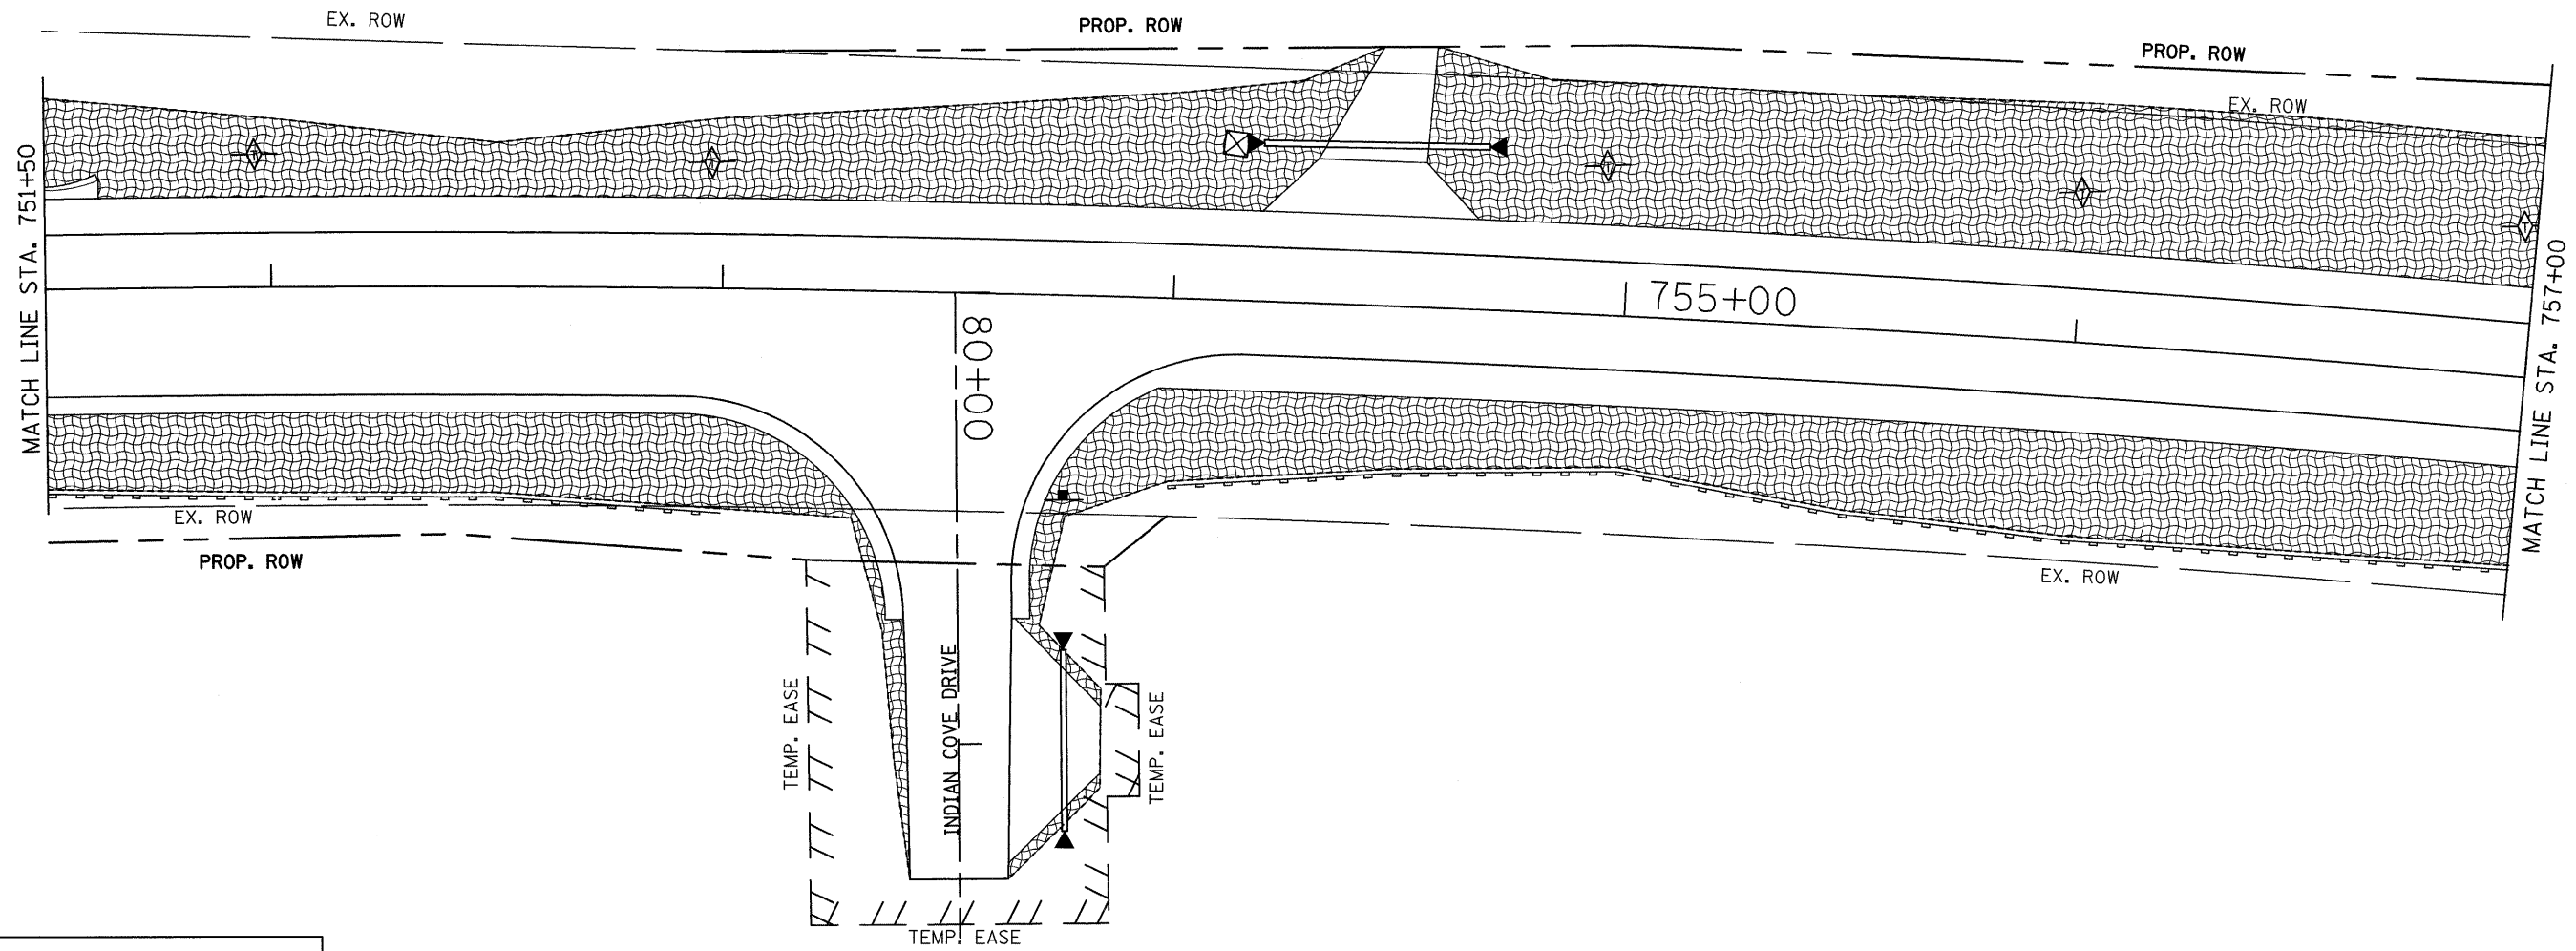 EX. ROW
PROP. ROW
PROP. ROW
EX. ROW
MATCH LINE STA. 751+50
T
T
T
T
T
755+00
80+00
MATCH LINE STA. 757+00
EX. ROW
PROP. ROW
EX. ROW
TEMP. EASE
INDIAN COVE DRIVE
TEMP. EASE
TEMP. EASE